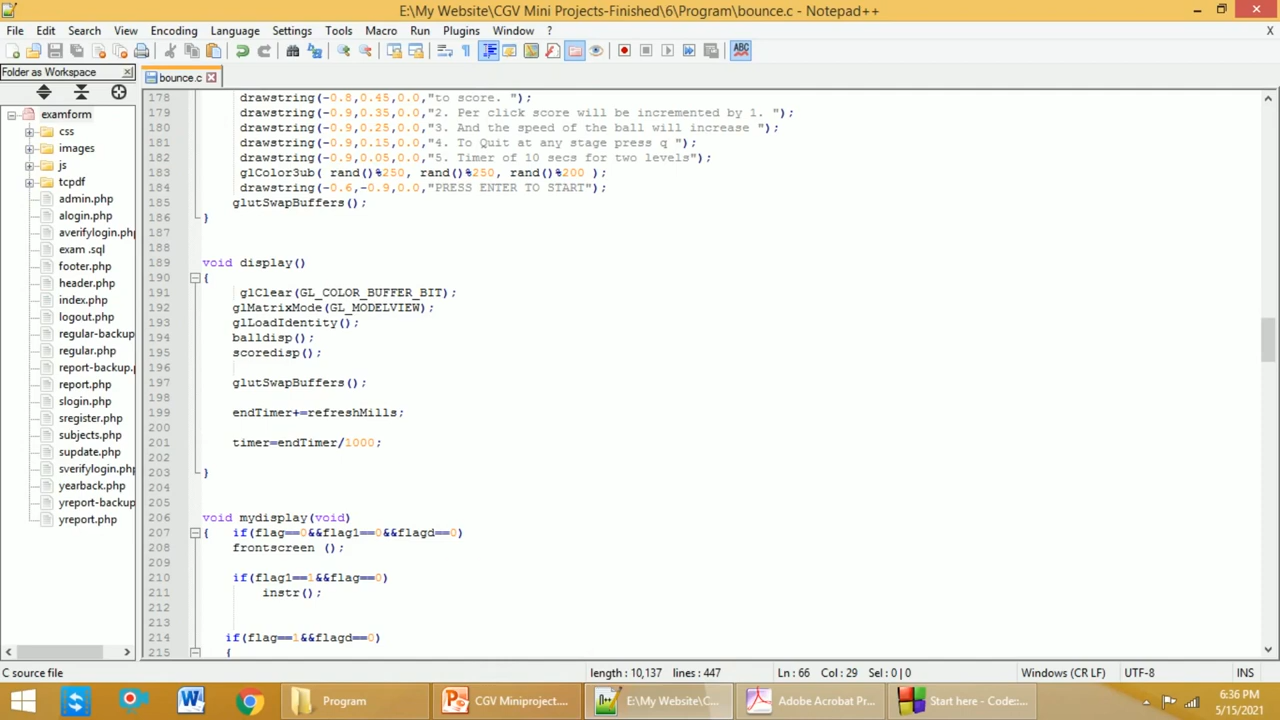 E:\My Website\CGV Mini Projects-Finished\6\Program\bounce.c - Notepad++
File Edit Search View Encoding Language Settings Tools Macro Run Plugins Window ? X
ABC
Folder as Workspace
bounce.c
examform
css
images
js
tcpdf
admin.php
alogin.php
averifylogin.php
exam .sql
footer.php
header.php
index.php
logout.php
regular-backup
regular.php
report-backup.
report.php
slogin.php
sregister.php
subjects.php
supdate.php
sverifylogin.php
yearback.php
yreport-backup
yreport.php
178 drawstring(-0.8,0.45,0.0,"to score. ");
179 drawstring(-0.9,0.35,0.0,"2. Per click score will be incremented by 1. ");
180 drawstring(-0.9,0.25,0.0,"3. And the speed of the ball will increase ");
181 drawstring(-0.9,0.15,0.0,"4. To Quit at any stage press q ");
182 drawstring(-0.9,0.05,0.0,"5. Timer of 10 secs for two levels");
183 glColor3ub( rand()%250, rand()%250, rand()%200 );
184 drawstring(-0.6,-0.9,0.0,"PRESS ENTER TO START");
185 glutSwapBuffers();
186 }
187
188
189 void display()
190 {
191 glClear(GL_COLOR_BUFFER_BIT);
192 glMatrixMode(GL_MODELVIEW);
193 glLoadIdentity();
194 balldisp();
195 scoredisp();
196
197 glutSwapBuffers();
198
199 endTimer+=refreshMills;
200
201 timer=endTimer/1000;
202
203 }
204
205
206 void mydisplay(void)
207 { if(flag==0&&flag1==0&&flagd==0)
208 frontscreen ();
209
210 if(flag1==1&&flag==0)
211 instr();
212
213
214 if(flag==1&&flagd==0)
215 {
C source file length : 10,137 lines : 447 Ln : 66 Col : 29 Sel : 0 | 0 Windows (CR LF) UTF-8 INS
Program
CGV Miniproject....
E:\My Website\C...
Adobe Acrobat Pr...
Start here - Code::...
6:36 PM
5/15/2021